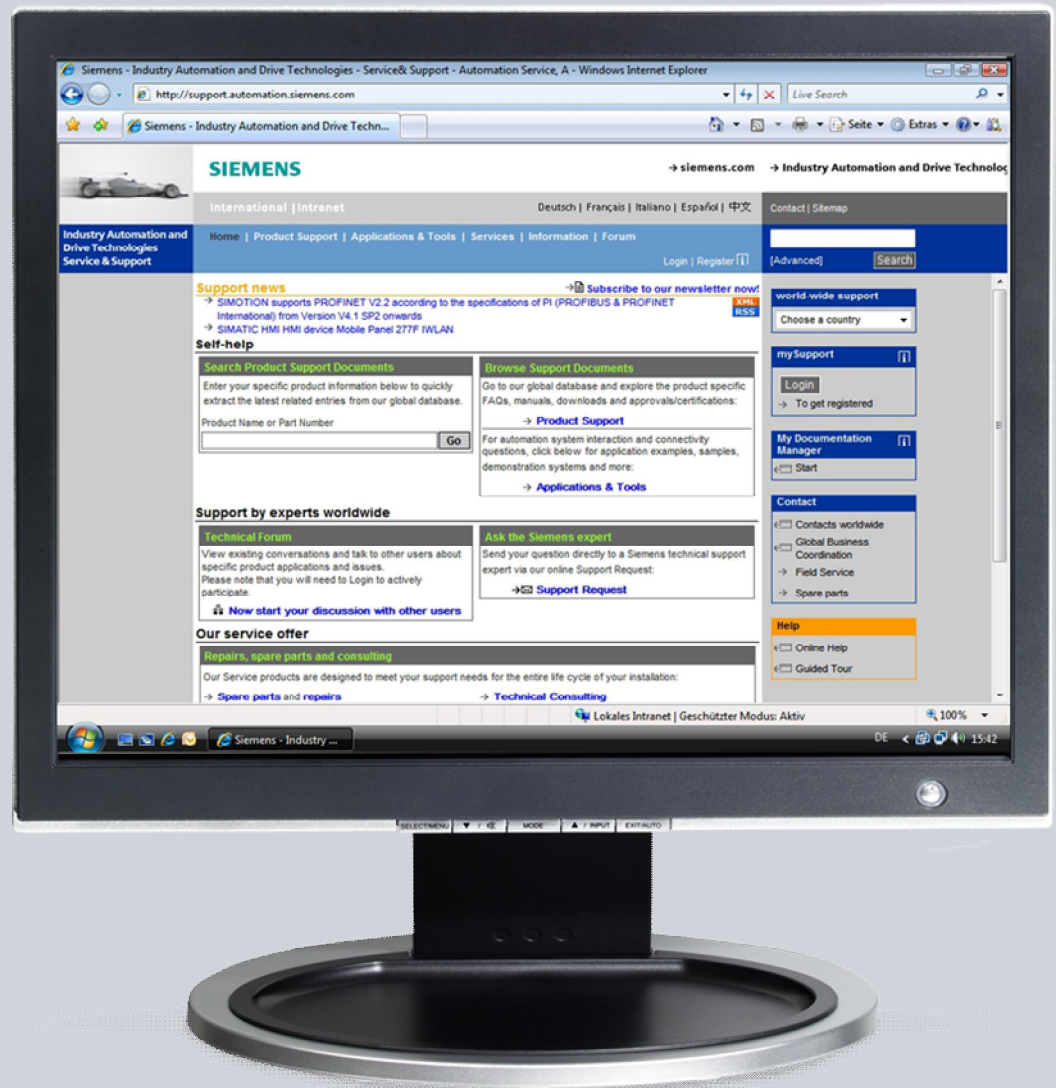 Siemens - Industry Automation and Drive Technologies - Service& Support - Automation Service, A - Windows Internet Explorer
http://support.automation.siemens.com
Live Search
Siemens - Industry Automation and Drive Techn...
Seite
Extras
SIEMENS
→ siemens.com
→ Industry Automation and Drive Technolog
International | Intranet
Deutsch | Français | Italiano | Español | 中文
Contact | Sitemap
Industry Automation and
Drive Technologies
Service & Support
Home | Product Support | Applications & Tools | Services | Information | Forum
Login | Register
[Advanced]
Search
Support news
→ Subscribe to our newsletter now!
→ SIMOTION supports PROFINET V2.2 according to the specifications of PI (PROFIBUS & PROFINET
International) from Version V4.1 SP2 onwards
XML
RSS
→ SIMATIC HMI HMI device Mobile Panel 277F IWLAN
Self-help
Search Product Support Documents
Enter your specific product information below to quickly
extract the latest related entries from our global database.
Product Name or Part Number
Go
Browse Support Documents
Go to our global database and explore the product specific
FAQs, manuals, downloads and approvals/certifications:
→ Product Support
For automation system interaction and connectivity
questions, click below for application examples, samples,
demonstration systems and more:
→ Applications & Tools
Support by experts worldwide
Technical Forum
View existing conversations and talk to other users about
specific product applications and issues.
Please note that you will need to Login to actively
participate.
Now start your discussion with other users
Ask the Siemens expert
Send your question directly to a Siemens technical support
expert via our online Support Request:
→ Support Request
Our service offer
Repairs, spare parts and consulting
Our Service products are designed to meet your support needs for the entire life cycle of your installation:
→ Spare parts and repairs
→ Technical Consulting
world-wide support
Choose a country
mySupport
Login
→ To get registered
My Documentation
Manager
Start
Contact
Contacts worldwide
Global Business
Coordination
→ Field Service
→ Spare parts
Help
Online Help
Guided Tour
Lokales Intranet | Geschützter Modus: Aktiv
100%
Siemens - Industry ...
DE
15:42
SELECT/MENU
▼ /
MODE
▲ / INPUT
EXIT/AUTO